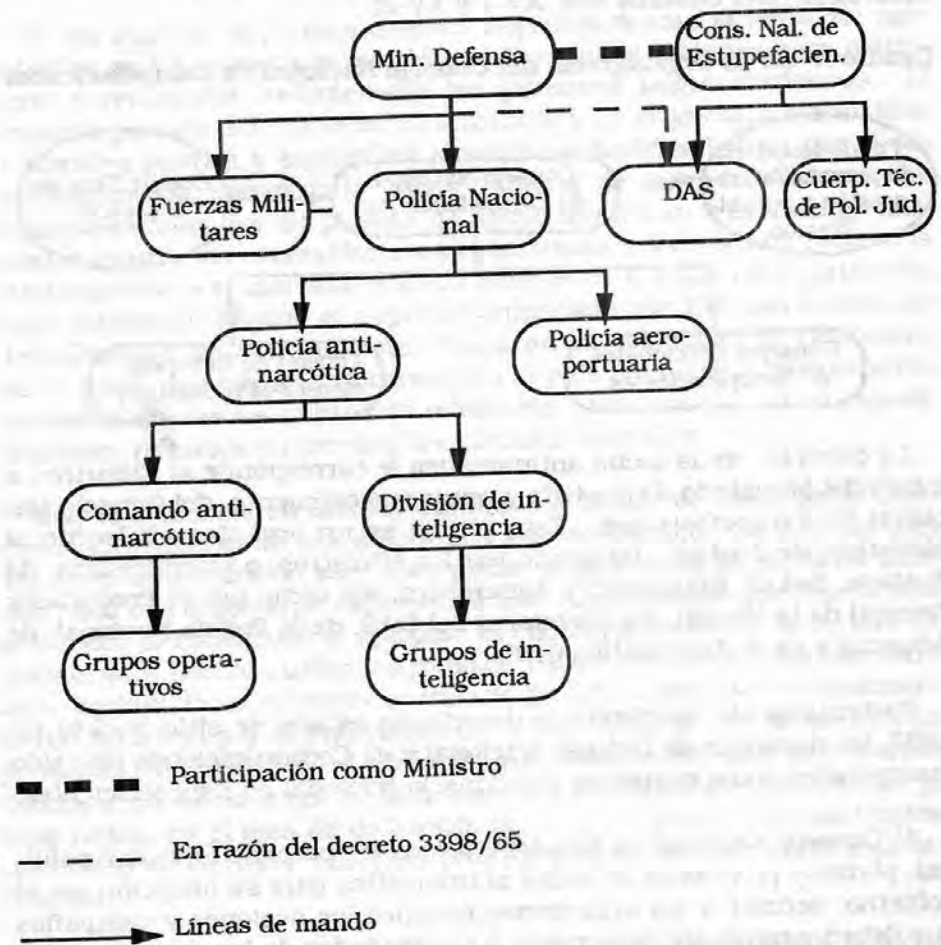 Min. Defensa
Cons. Nal. de
Estupefacien.
Fuerzas Mili-
tares
Policía Nacio-
nal
DAS
Cuerp. Téc.
de Pol. Jud.
Policía anti-
narcótica
Policía aero-
portuaria
Comando anti-
narcótico
División de in-
teligencia
Grupos opera-
tivos
Grupos de in-
teligencia
Participación como Ministro
En razón del decreto 3398/65
Líneas de mando